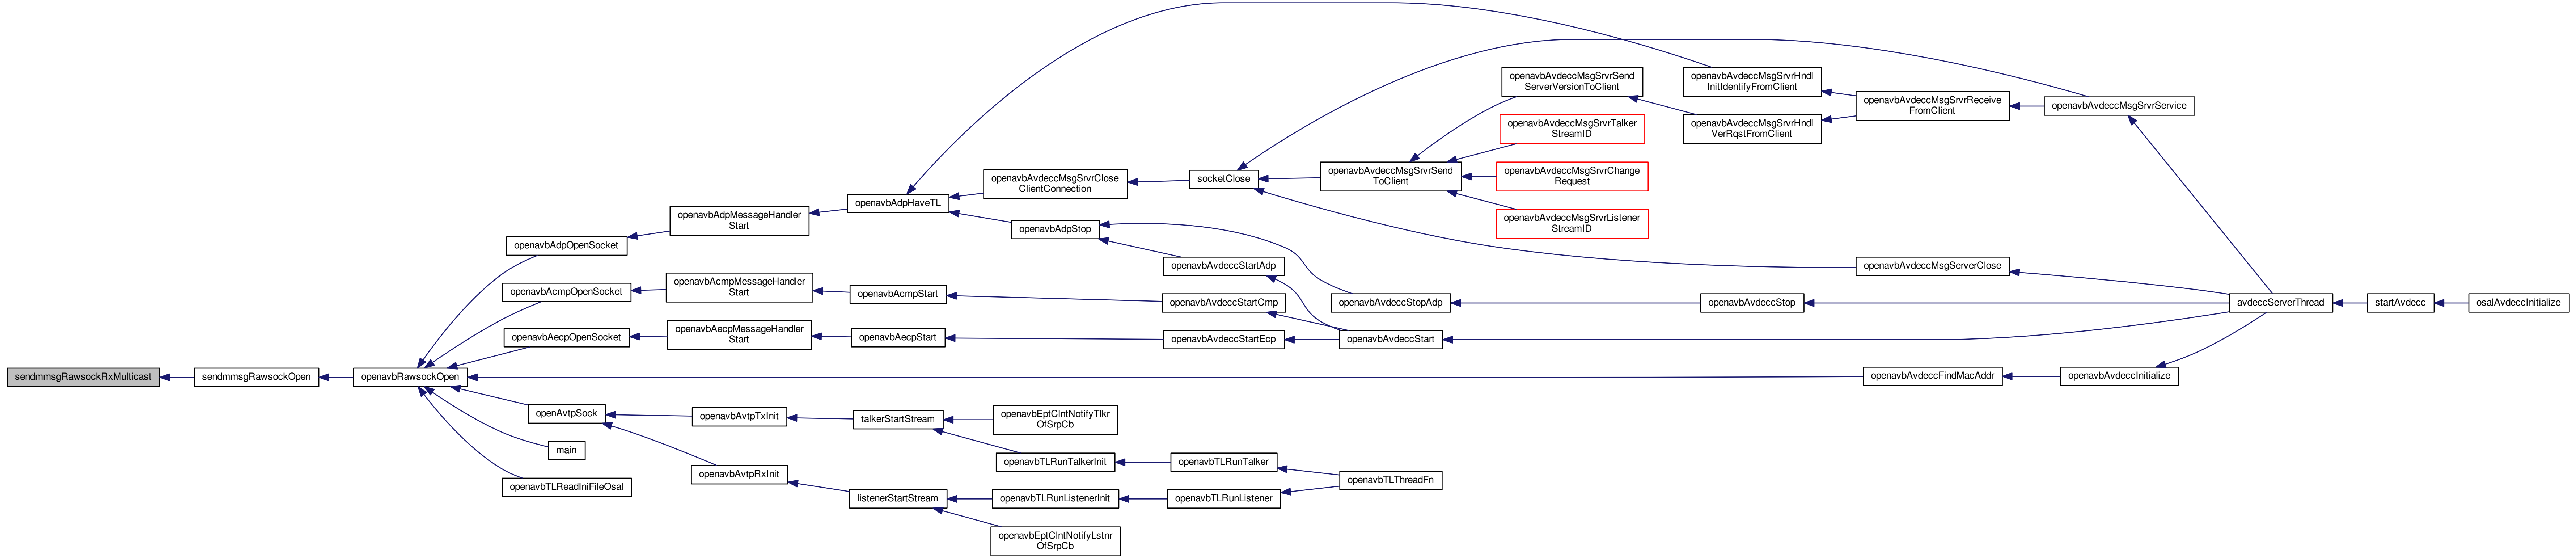 sendmmsgRawsockRxMulticast
sendmmsgRawsockOpen
openavbRawsockOpen
openavbAdpOpenSocket
openavbAcmpOpenSocket
openavbAecpOpenSocket
openAvtpSock
main
openavbTLReadIniFileOsal
openavbAdpMessageHandler
Start
openavbAcmpMessageHandler
Start
openavbAecpMessageHandler
Start
openavbAvtpTxInit
openavbAvtpRxInit
openavbAdpHaveTL
openavbAcmpStart
openavbAecpStart
talkerStartStream
listenerStartStream
openavbAvdeccMsgSrvrClose
ClientConnection
openavbAdpStop
openavbEptClntNotifyTlkr
OfSrpCb
openavbTLRunTalkerInit
openavbTLRunListenerInit
openavbEptClntNotifyLstnr
OfSrpCb
socketClose
openavbAvdeccStartAdp
openavbAvdeccStartCmp
openavbAvdeccStartEcp
openavbTLRunTalker
openavbTLRunListener
openavbAvdeccMsgSrvrSend
ToClient
openavbAvdeccStopAdp
openavbAvdeccStart
openavbTLThreadFn
openavbAvdeccMsgSrvrSend
ServerVersionToClient
openavbAvdeccMsgSrvrTalker
StreamID
openavbAvdeccMsgSrvrChange
Request
openavbAvdeccMsgSrvrListener
StreamID
openavbAvdeccMsgSrvrHndl
InitIdentifyFromClient
openavbAvdeccMsgSrvrHndl
VerRqstFromClient
openavbAvdeccStop
openavbAvdeccMsgSrvrReceive
FromClient
openavbAvdeccMsgServerClose
openavbAvdeccFindMacAddr
openavbAvdeccMsgSrvrService
openavbAvdeccInitialize
avdeccServerThread
startAvdecc
osalAvdeccInitialize